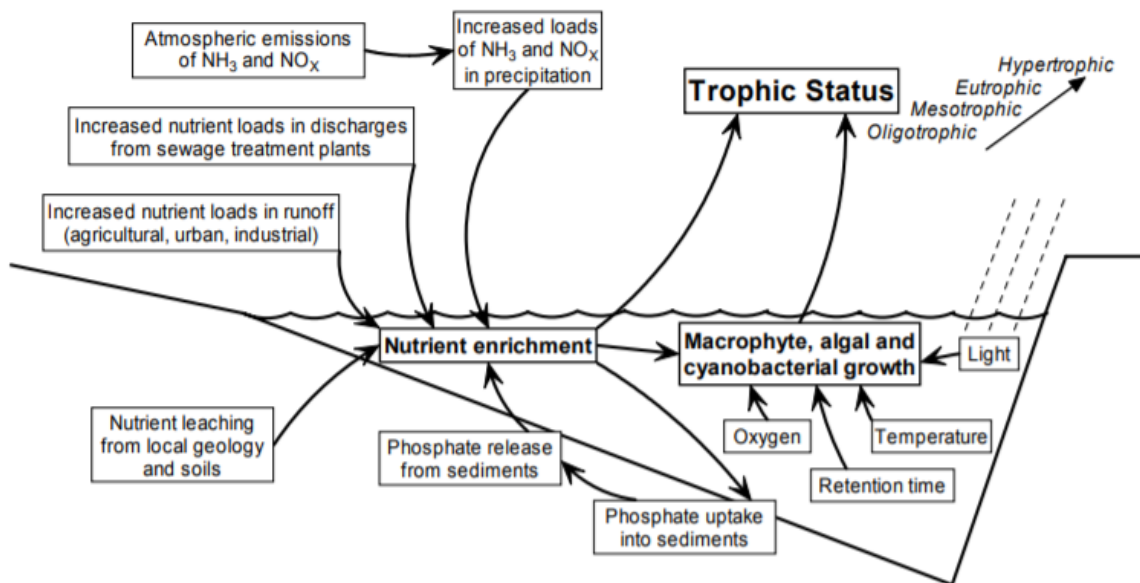 Atmospheric emissions
of NH₃ and NOₓ
Increased loads
of NH₃ and NOₓ
in precipitation
Trophic Status
Hypertrophic
Eutrophic
Mesotrophic
Oligotrophic
Increased nutrient loads in discharges
from sewage treatment plants
Increased nutrient loads in runoff
(agricultural, urban, industrial)
Nutrient enrichment
Macrophyte, algal and
cyanobacterial growth
Light
Nutrient leaching
from local geology
and soils
Phosphate release
from sediments
Oxygen
Temperature
Retention time
Phosphate uptake
into sediments